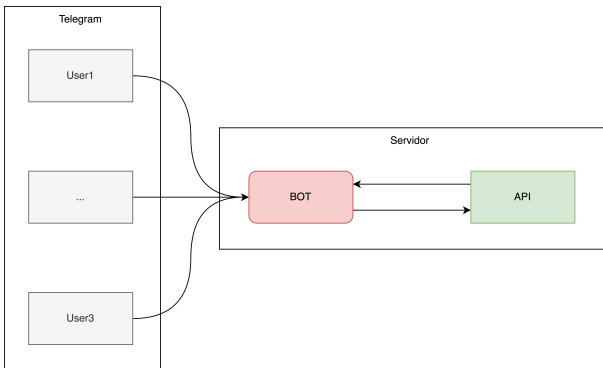 Telegram
User1
Servidor
...
BOT
API
User3